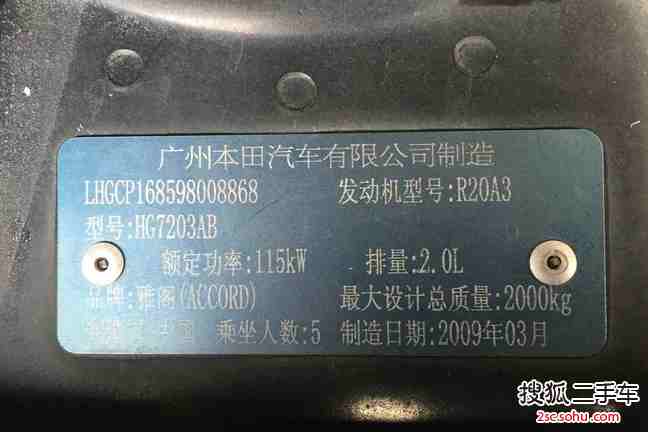 广州本田汽车有限公司制造
LHGCP168598008868 发动机型号:R20A3
型号:HG7203AB
额定功率:115kW 排量:2.0L
品牌:雅阁(ACCORD) 最大设计总质量:2000kg
中国 乘坐人数:5 制造日期:2009年03月
搜狐二手车
2sc.sohu.com